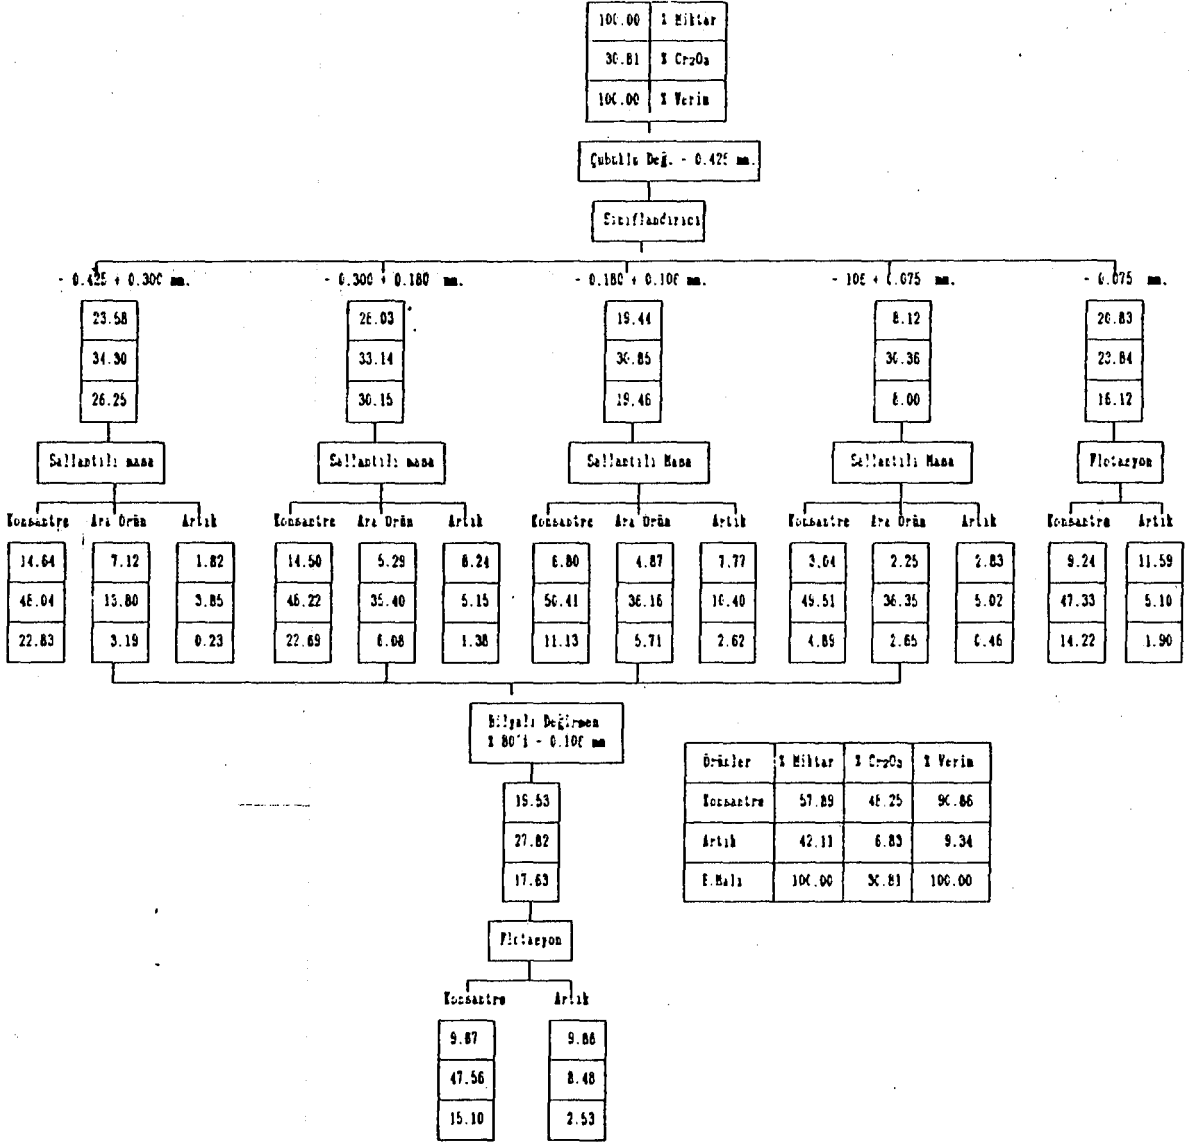 100.00 % Miktar
30.81 % Cr₂O₃
100.00 % Verim
Çubuklu Değ. - 0.425 mm.
Sınıflandırıcı
- 0.425 + 0.300 mm. - 0.300 + 0.180 mm. - 0.180 + 0.106 mm. - 106 + 0.075 mm. - 0.075 mm.
23.58 26.03 19.44 8.12 20.83
34.30 33.14 30.85 30.36 23.84
26.25 30.15 19.46 8.00 16.12
Sallantılı masa Sallantılı masa Sallantılı Masa Sallantılı Masa Flotasyon
Konsantre Ara Ürün Artık Konsantre Ara Ürün Artık Konsantre Ara Ürün Artık Konsantre Ara Ürün Artık Konsantre Artık
14.64 7.12 1.82 14.50 5.29 6.24 6.80 4.87 7.77 3.04 2.25 2.83 9.24 11.59
48.04 13.80 3.85 48.22 35.40 5.15 50.41 36.16 10.40 49.51 36.35 5.02 47.33 5.10
22.83 3.19 0.23 22.69 6.08 1.38 11.13 5.71 2.62 4.89 2.65 0.46 14.22 1.90
Bilyalı Değirmen
% 80'i - 0.106 mm
19.53
27.82
17.63
Flotasyon
Konsantre Artık
9.67 9.86
47.56 8.48
15.10 2.53
Ürünler % Miktar % Cr₂O₃ % Verim
Konsantre 57.89 48.25 90.66
Artık 42.11 6.83 9.34
B.Malı 100.00 30.81 100.00